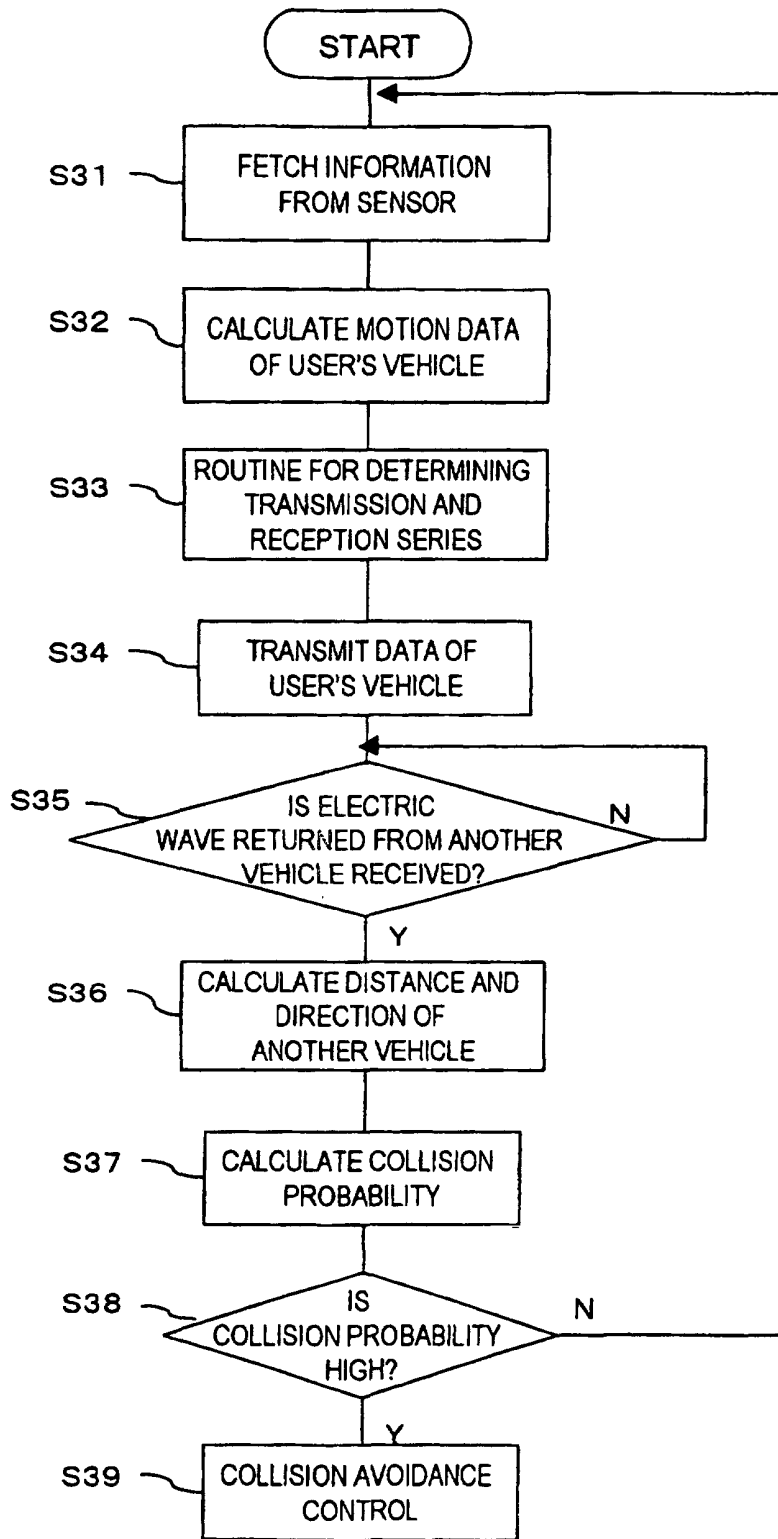 START
S31
FETCH INFORMATION
FROM SENSOR
S32
CALCULATE MOTION DATA
OF USER'S VEHICLE
S33
ROUTINE FOR DETERMINING
TRANSMISSION AND
RECEPTION SERIES
S34
TRANSMIT DATA OF
USER'S VEHICLE
S35
IS ELECTRIC
WAVE RETURNED FROM ANOTHER
VEHICLE RECEIVED?
N
Y
S36
CALCULATE DISTANCE AND
DIRECTION OF
ANOTHER VEHICLE
S37
CALCULATE COLLISION
PROBABILITY
S38
IS
COLLISION PROBABILITY
HIGH?
N
Y
S39
COLLISION AVOIDANCE
CONTROL